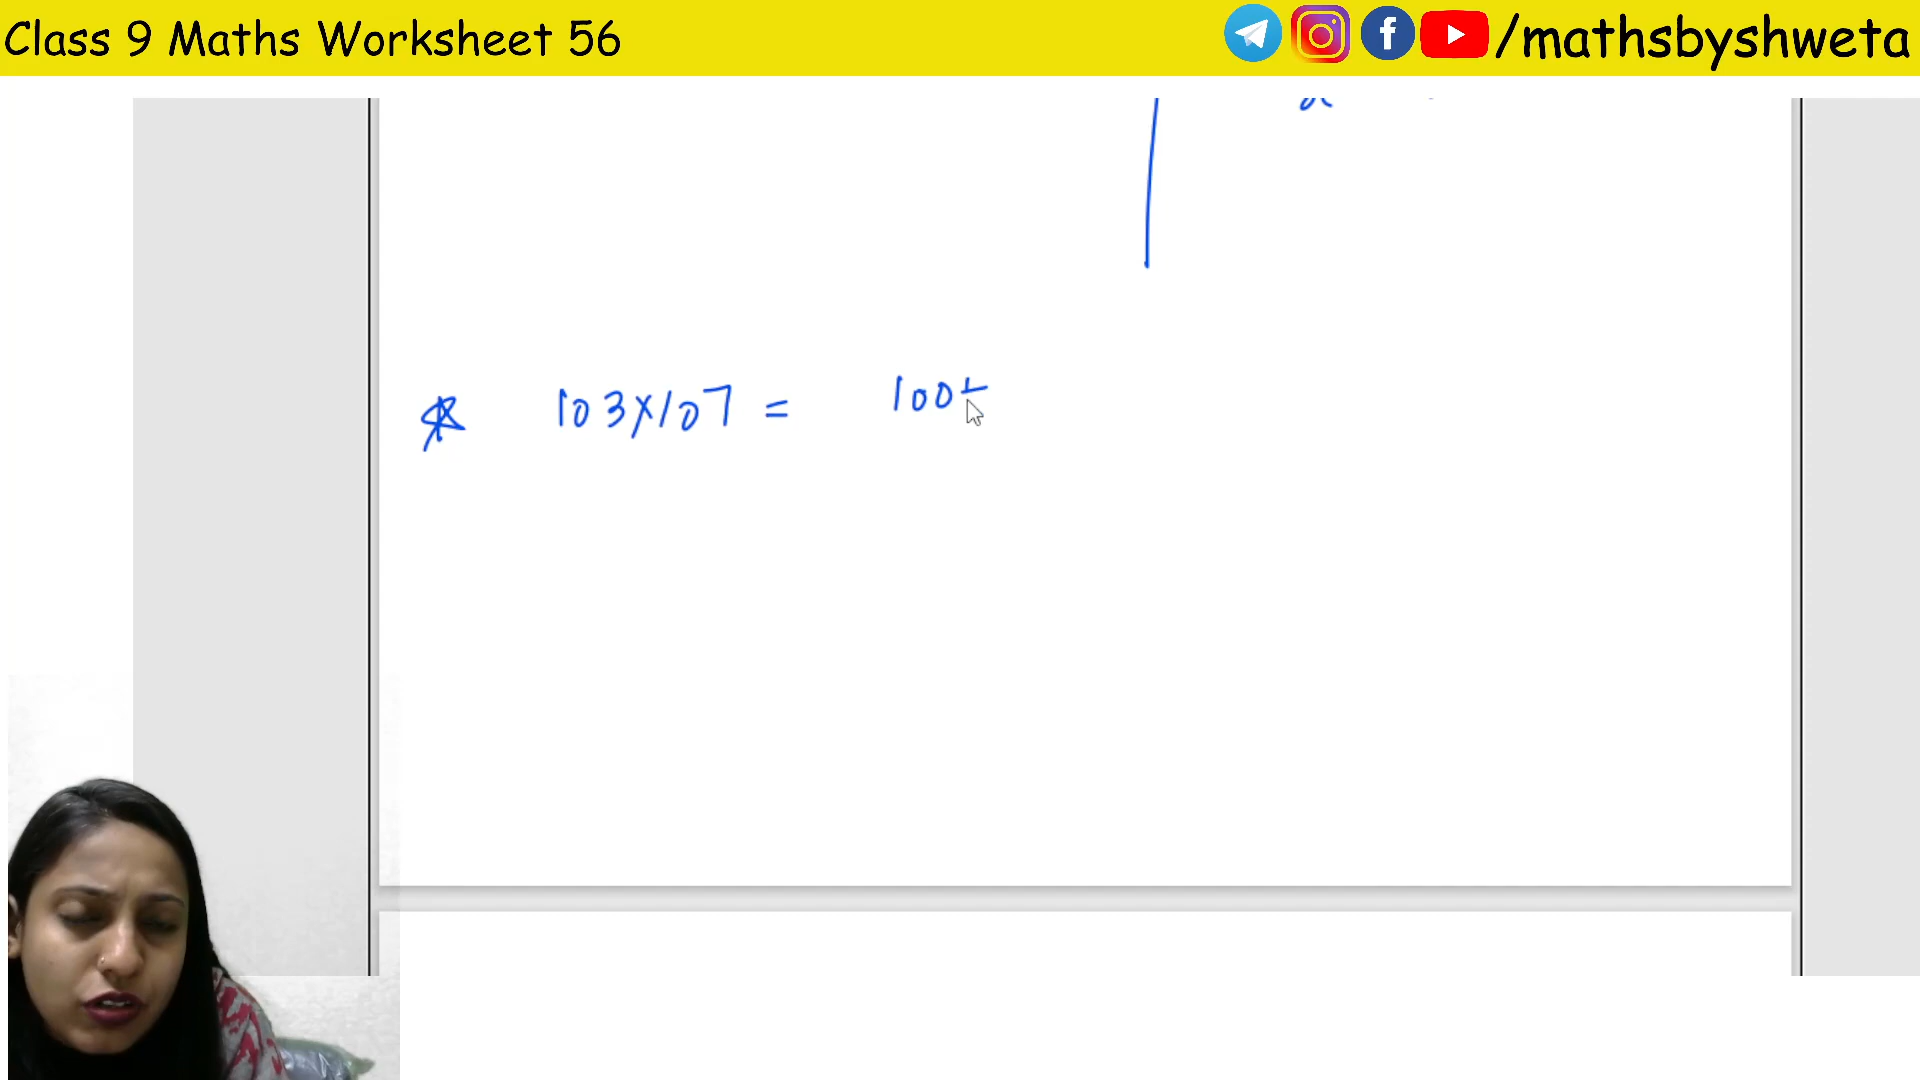 Class 9 Maths Worksheet 56
/mathsbyshweta
103×107 = 100+